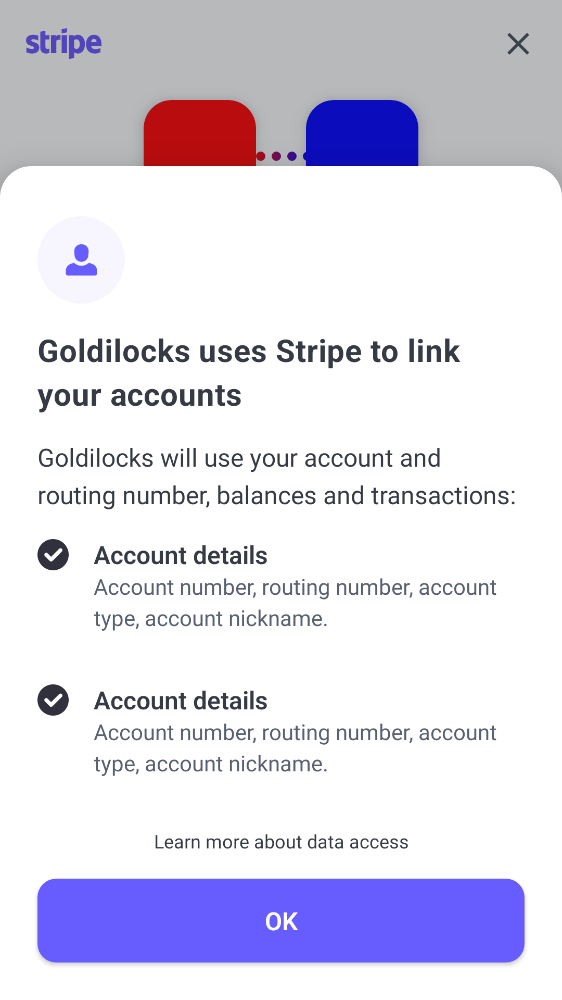 stripe
Goldilocks uses Stripe to link
your accounts
Goldilocks will use your account and
routing number, balances and transactions:
Account details
Account number, routing number, account
type, account nickname.
Account details
Account number, routing number, account
type, account nickname.
Learn more about data access
OK